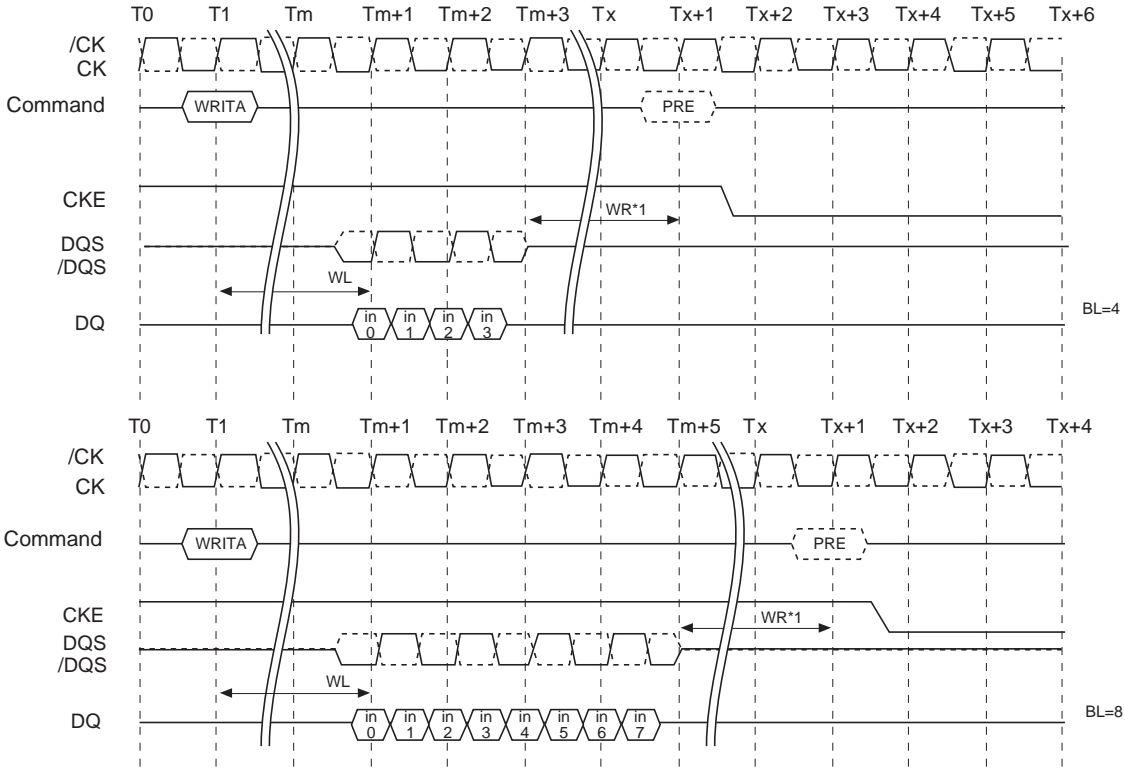 T0 T1 Tm Tm+1 Tm+2 Tm+3 Tx Tx+1 Tx+2 Tx+3 Tx+4 Tx+5 Tx+6
/CK
CK
Command WRITA PRE
CKE
WR*1
DQS
/DQS
WL
DQ in 0 in 1 in 2 in 3
BL=4
T0 T1 Tm Tm+1 Tm+2 Tm+3 Tm+4 Tm+5 Tx Tx+1 Tx+2 Tx+3 Tx+4
/CK
CK
Command WRITA PRE
CKE
WR*1
DQS
/DQS
WL
DQ in 0 in 1 in 2 in 3 in 4 in 5 in 6 in 7
BL=8